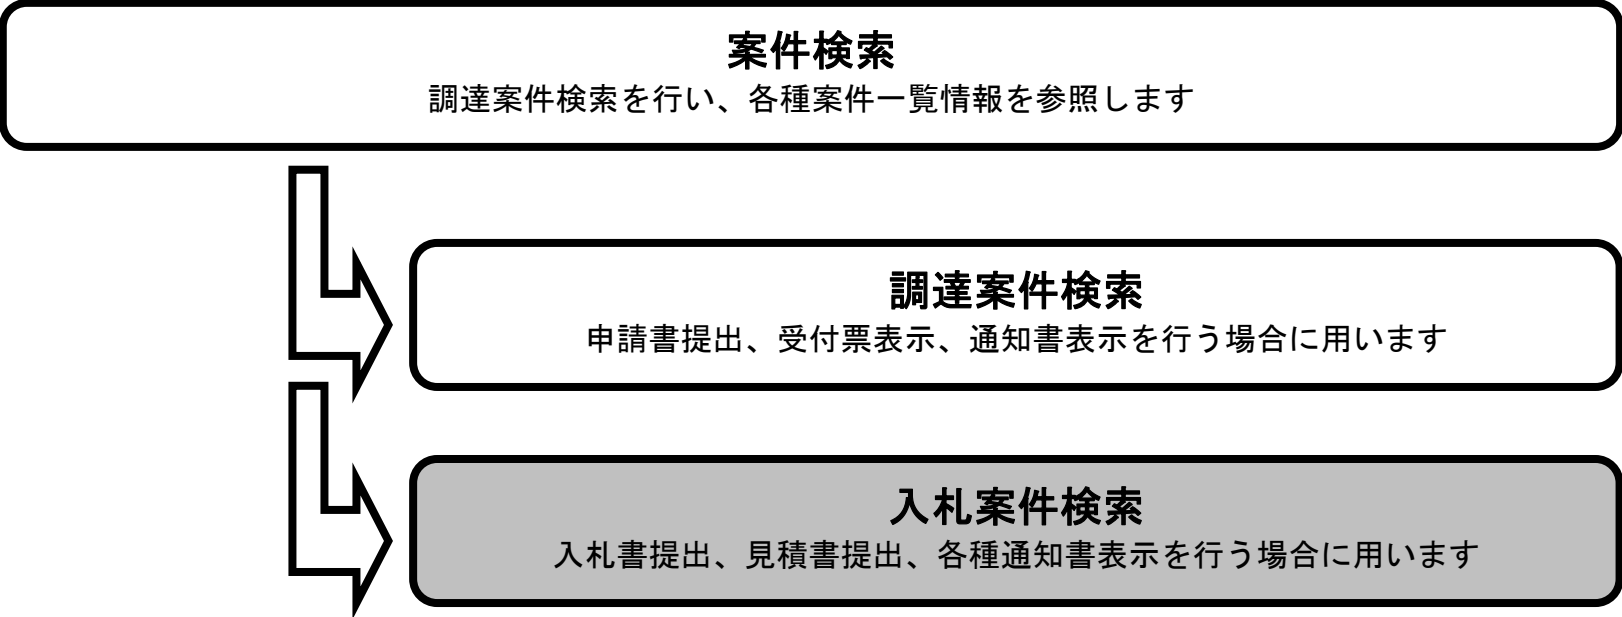 案件検索
調達案件検索を行い、各種案件一覧情報を参照します
調達案件検索
申請書提出、受付票表示、通知書表示を行う場合に用います
入札案件検索
入札書提出、見積書提出、各種通知書表示を行う場合に用います